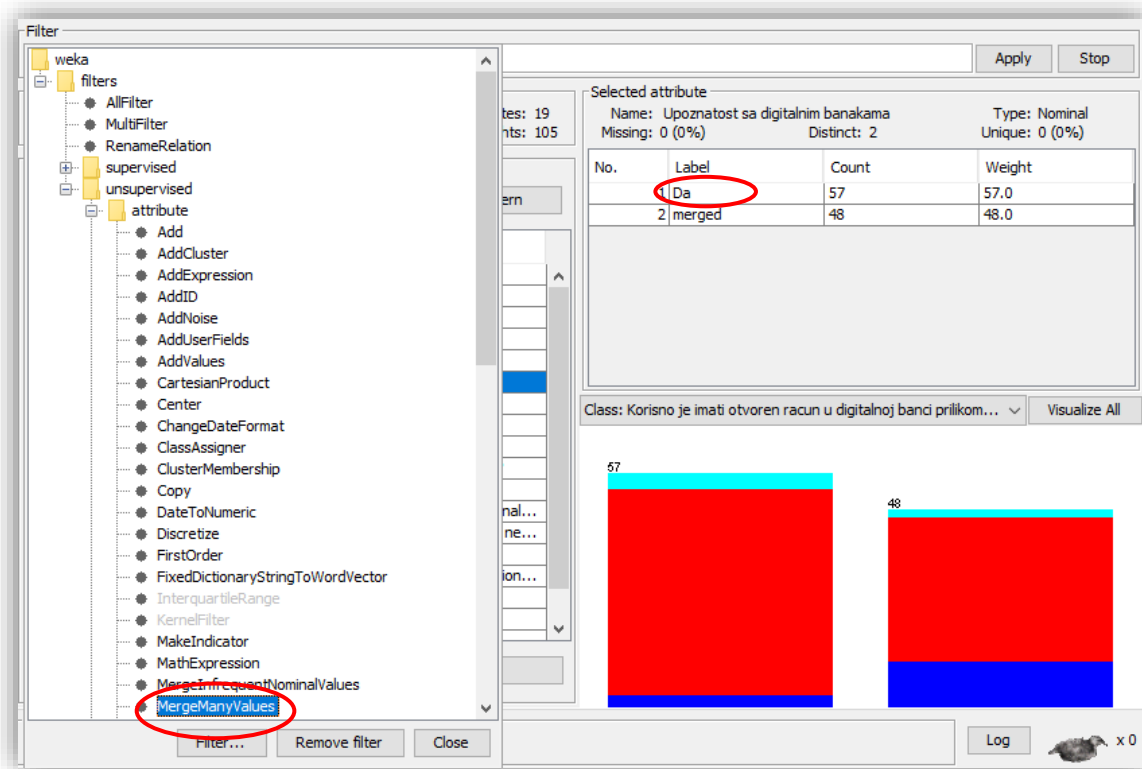 Filter
weka
filters
AllFilter
MultiFilter
RenameRelation
supervised
unsupervised
attribute
Add
AddCluster
AddExpression
AddID
AddNoise
AddUserFields
AddValues
CartesianProduct
Center
ChangeDateFormat
ClassAssigner
ClusterMembership
Copy
DateToNumeric
Discretize
FirstOrder
FixedDictionaryStringToWordVector
InterquartileRange
KernelFilter
MakeIndicator
MathExpression
MergeInfrequentNominalValues
MergeManyValues
Filter... Remove filter Close
tes: 19
nts: 105
ern
nal...
ne...
ion...
Apply Stop
Selected attribute
Name: Upoznatost sa digitalnim banakama Type: Nominal
Missing: 0 (0%) Distinct: 2 Unique: 0 (0%)
No. Label Count Weight
1 Da 57 57.0
2 merged 48 48.0
Class: Korisno je imati otvoren racun u digitalnoj banci prilikom... Visualize All
57
48
Log x 0